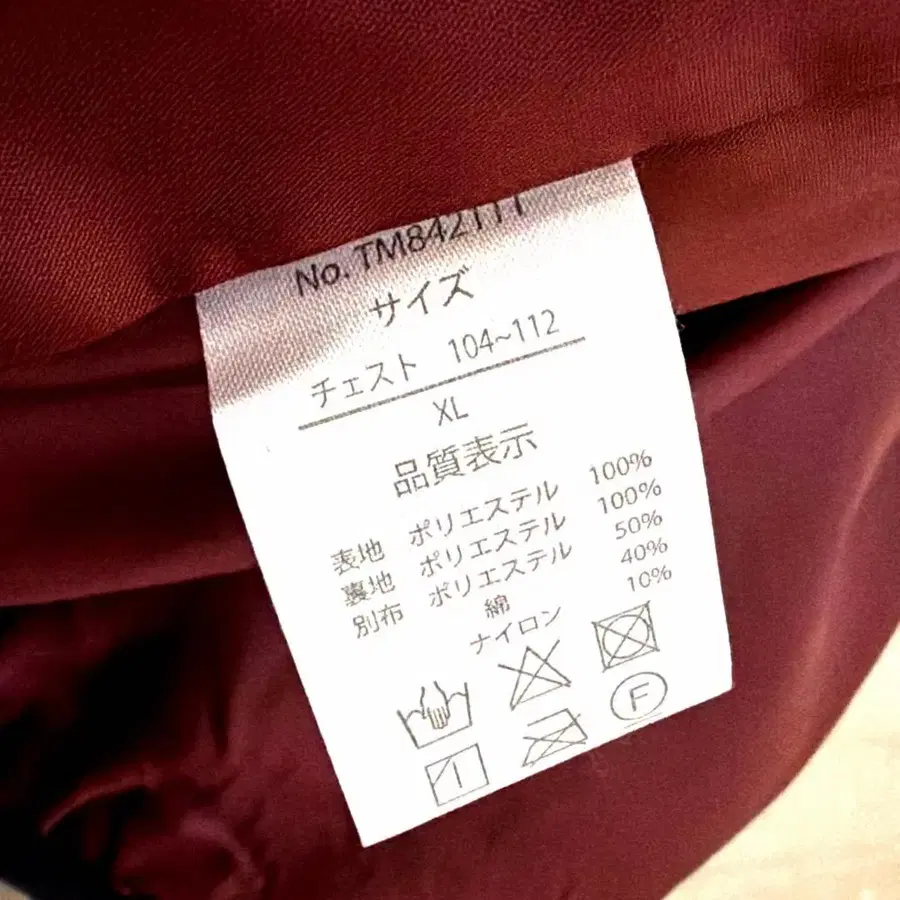 No. TM842111
サイズ
チェスト 104~112
XL
品質表示
表地 ポリエステル 100%
裏地 ポリエステル 100%
別布 ポリエステル 50%
綿 40%
ナイロン 10%
F